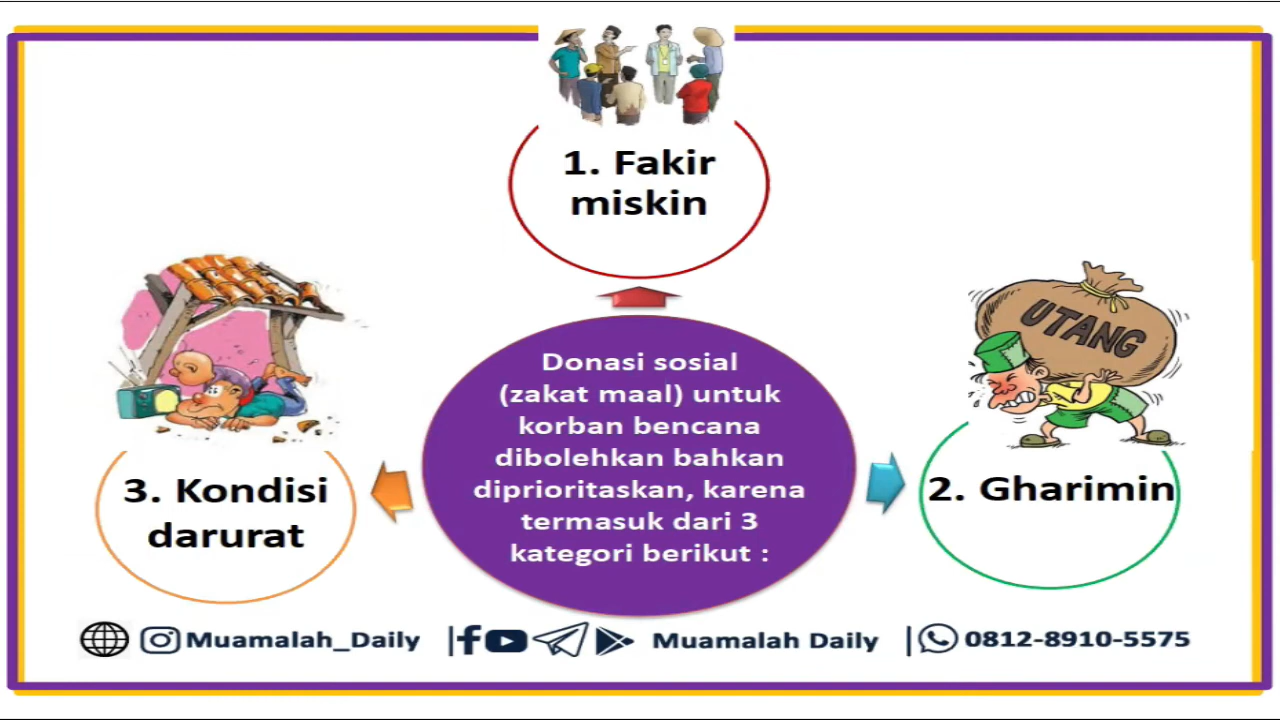 1. Fakir
miskin
UTANG
Donasi sosial
(zakat maal) untuk
korban bencana
dibolehkan bahkan
diprioritaskan, karena
termasuk dari 3
kategori berikut :
2. Gharimin
3. Kondisi
darurat
Muamalah_Daily | Muamalah Daily | 0812-8910-5575